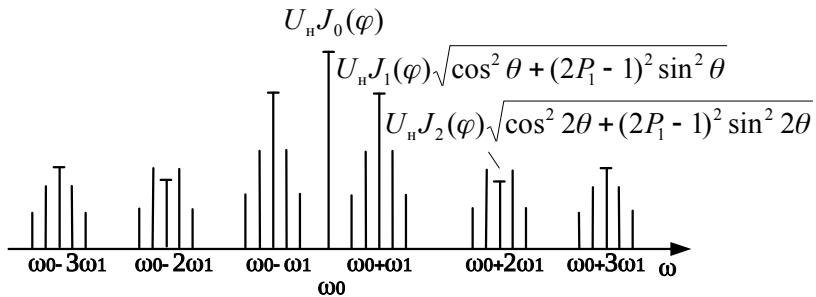 U_н J_0(φ)
U_н J_1(φ)√(cos² θ + (2P_1 − 1)² sin² θ)
U_н J_2(φ)√(cos² 2θ + (2P_1 − 1)² sin² 2θ)
ω0- 3ω1 ω0- 2ω1 ω0- ω1 ω0+ω1 ω0+2ω1 ω0+3ω1 ω
ω0